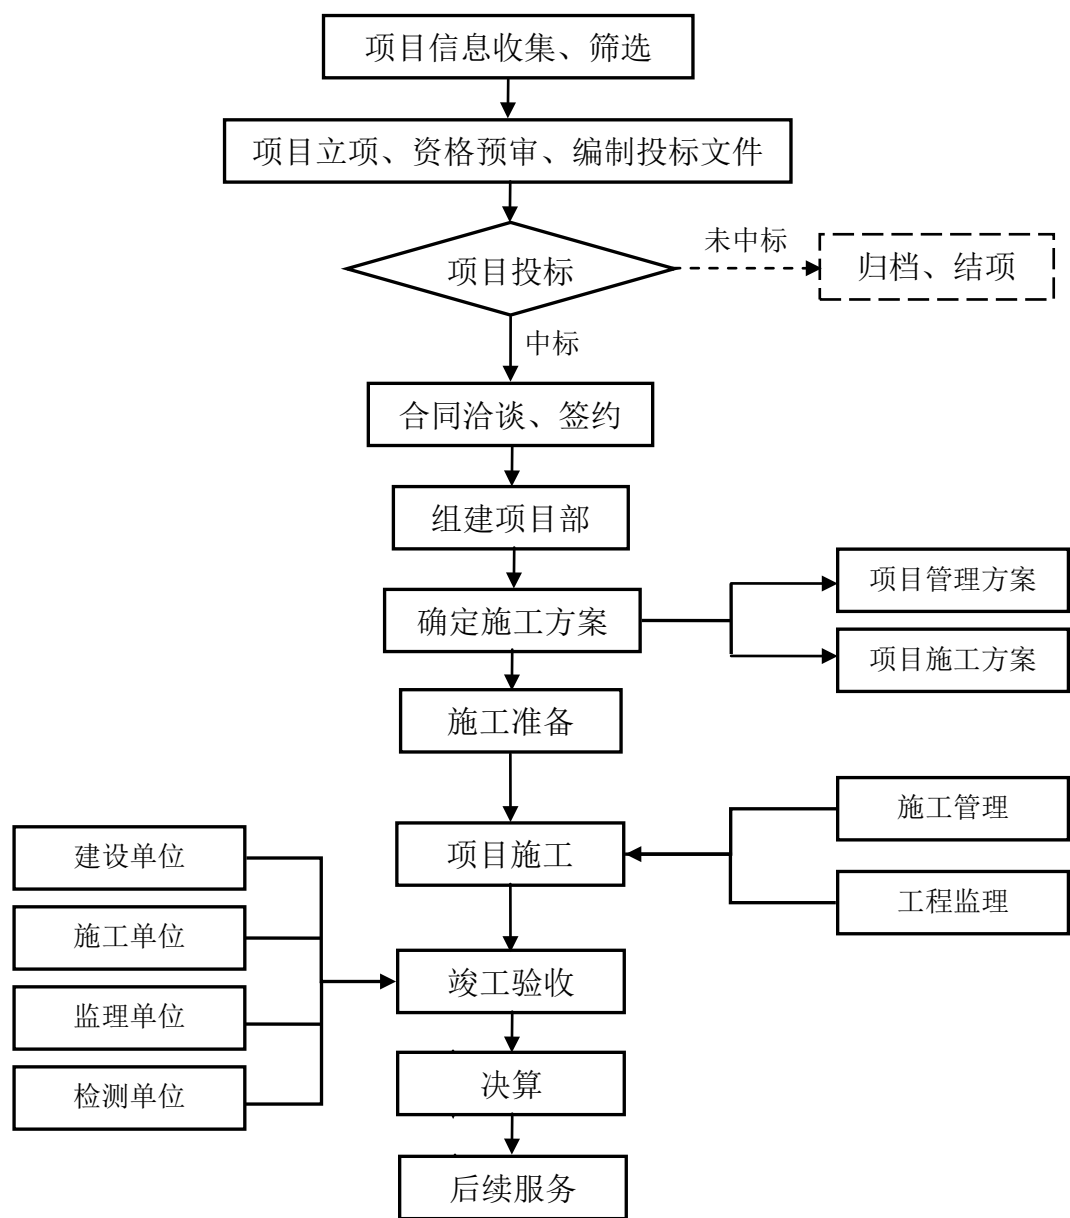 项目信息收集、筛选
项目立项、资格预审、编制投标文件
项目投标
未中标
归档、结项
中标
合同洽谈、签约
组建项目部
确定施工方案
项目管理方案
项目施工方案
施工准备
施工管理
项目施工
工程监理
建设单位
施工单位
监理单位
检测单位
竣工验收
决算
后续服务